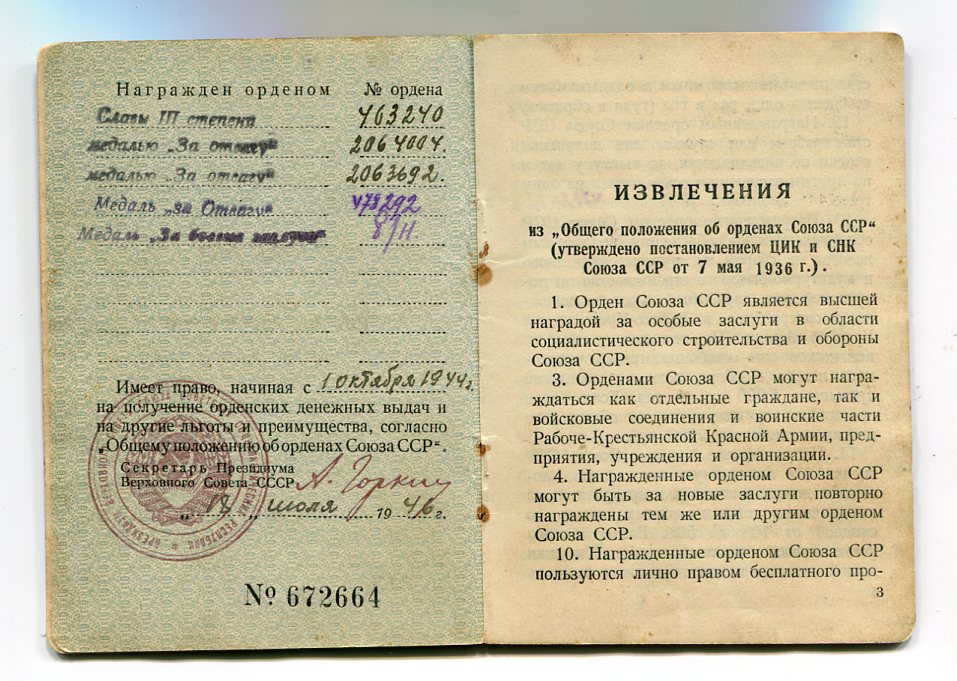 Награжден орденом № ордена
Славы III степени 463240
медалью „За отвагу“ 2064004.
медалью „За отвагу“ 2063692.
Медаль „за Отвагу“ 478292
Медаль „За боевые заслуги“ б/н
Имеет право, начиная с 1 октября 1944 г.
на получение орденских денежных выдач и
на другие льготы и преимущества, согласно
„Общему положению об орденах Союза ССР“.
Секретарь Президиума
Верховного Совета СССР А. Горкин
„18„ июля 1946 г.
№ 672664
ИЗВЛЕЧЕНИЯ
из „Общего положения об орденах Союза ССР“
(утверждено постановлением ЦИК и СНК
Союза ССР от 7 мая 1936 г.).
1. Орден Союза ССР является высшей
наградой за особые заслуги в области
социалистического строительства и обороны
Союза ССР.
3. Орденами Союза ССР могут награ-
ждаться как отдельные граждане, так и
войсковые соединения и воинские части
Рабоче-Крестьянской Красной Армии, пред-
приятия, учреждения и организации.
4. Награжденные орденом Союза ССР
могут быть за новые заслуги повторно
награждены тем же или другим орденом
Союза ССР.
10. Награжденные орденом Союза ССР
пользуются лично правом бесплатного про-
3